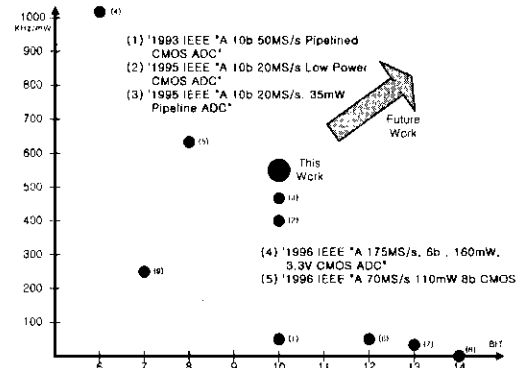 KHz/mW
1000
(4)
(1) '1993 IEEE "A 10b 50MS/s Pipelined
CMOS ADC"
(2) '1995 IEEE "A 10b 20MS/s Low Power
CMOS ADC"
(3) '1995 IEEE "A 10b 20MS/s. 35mW
Pipeline ADC"
900
800
700
Future
Work
600
(5)
This
Work
500
(3)
400
(2)
300
(4) '1996 IEEE "A 175MS/s, 6b , 160mW,
3.3V CMOS ADC"
(5) '1996 IEEE "A 70MS/s 110mW 8b CMOS
(9)
200
100
(1)
(6)
(7)
(8)
BIT
6
7
8
9
10
11
12
13
14